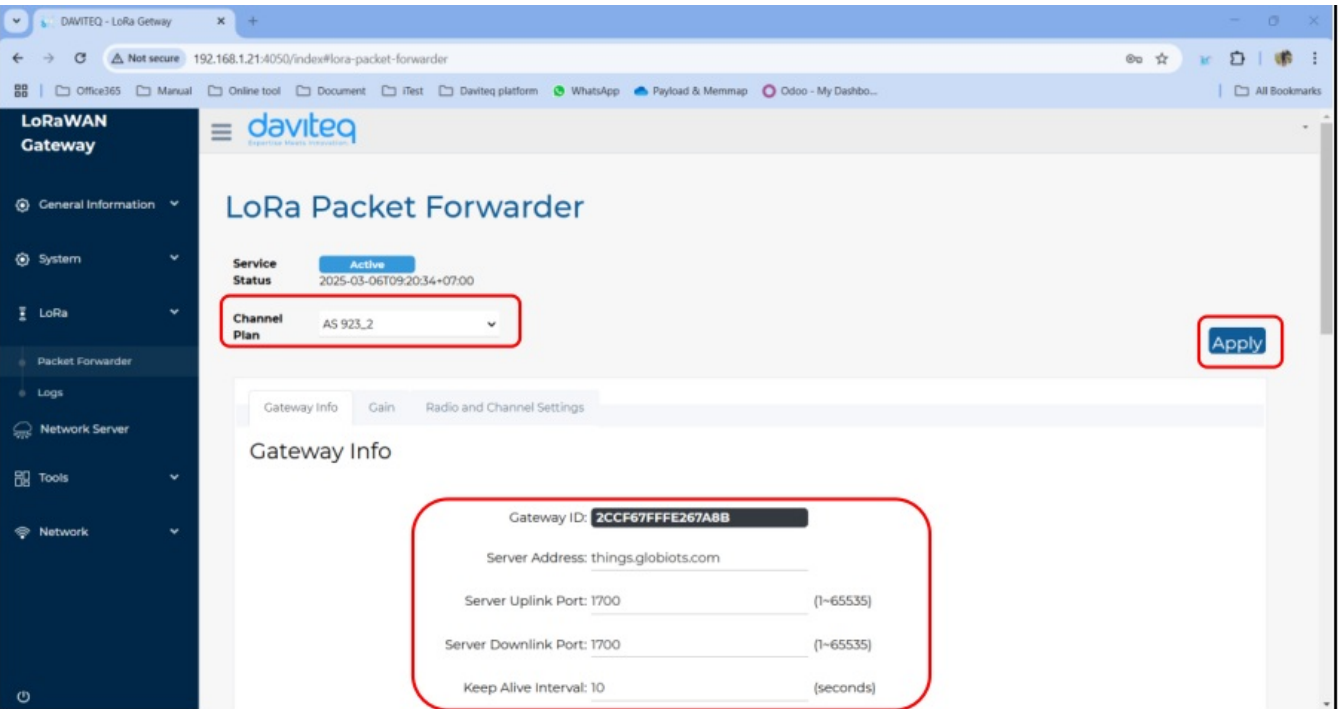 DAVITEQ - LoRa Getway
Not secure 192.168.1.21:4050/index#lora-packet-forwarder
Office365 Manual Online tool Document iTest Daviteq platform WhatsApp Payload & Memmap Odoo - My Dashbo... All Bookmarks
LoRaWAN
Gateway
daviteq
Expertise Meets Innovation
General Information
System
LoRa
Packet Forwarder
Logs
Network Server
Tools
Network
LoRa Packet Forwarder
Service
Status
Active
2025-03-06T09:20:34+07:00
Channel
Plan
AS 923_2
Apply
Gateway Info Gain Radio and Channel Settings
Gateway Info
Gateway ID: 2CCF67FFFE267A8B
Server Address: things.globiots.com
Server Uplink Port: 1700 (1~65535)
Server Downlink Port: 1700 (1~65535)
Keep Alive Interval: 10 (seconds)